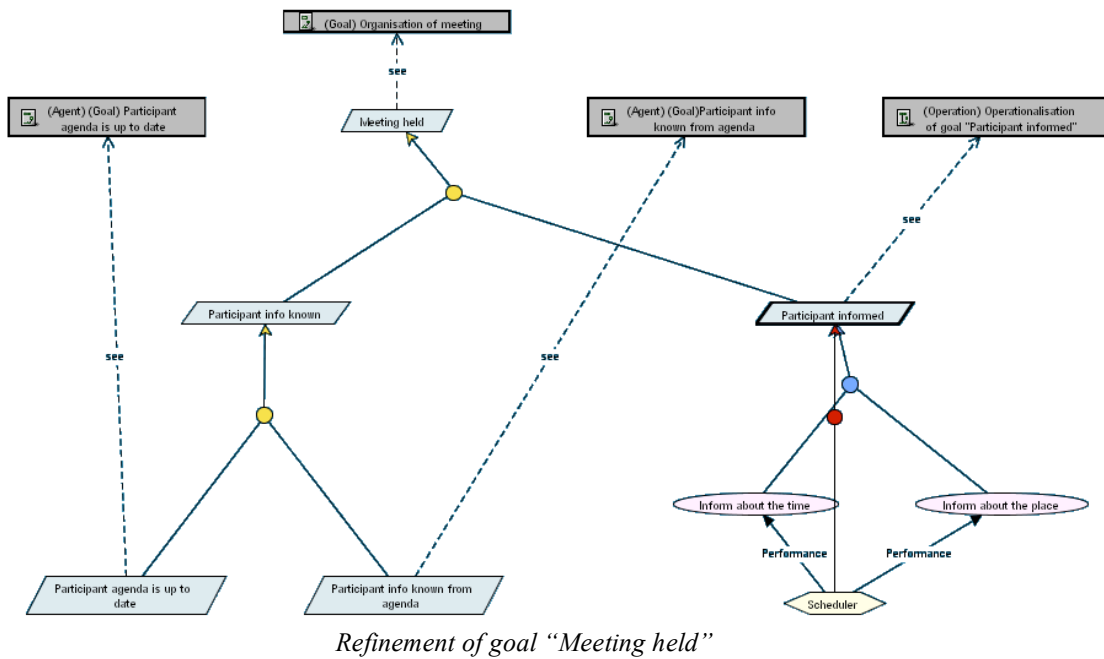 (Goal) Organisation of meeting
see
(Agent) (Goal) Participant
agenda is up to date
Meeting held
(Agent) (Goal)Participant info
known from agenda
(Operation) Operationalisation
of goal "Participant informed"
see
Participant info known
Participant informed
see
see
Inform about the time
Inform about the place
Performance
Performance
Participant agenda is up to
date
Participant info known from
agenda
Scheduler
Refinement of goal “Meeting held”